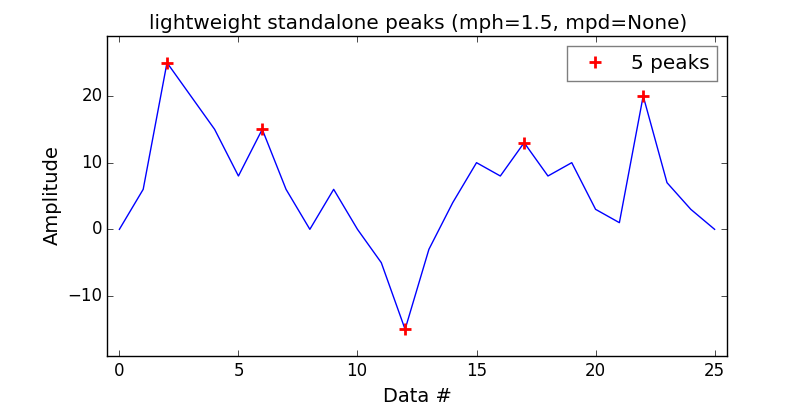 lightweight standalone peaks (mph=1.5, mpd=None)
5 peaks
20
10
0
−10
Amplitude
0 5 10 15 20 25
Data #